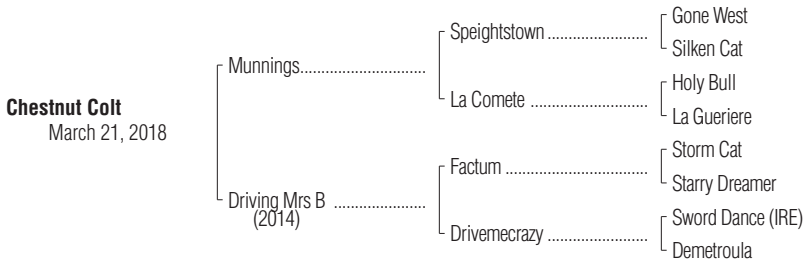 Chestnut Colt
March 21, 2018
Munnings
Driving Mrs B
(2014)
Speightstown
La Comete
Factum
Drivemecrazy
Gone West
Silken Cat
Holy Bull
La Gueriere
Storm Cat
Starry Dreamer
Sword Dance (IRE)
Demetroula